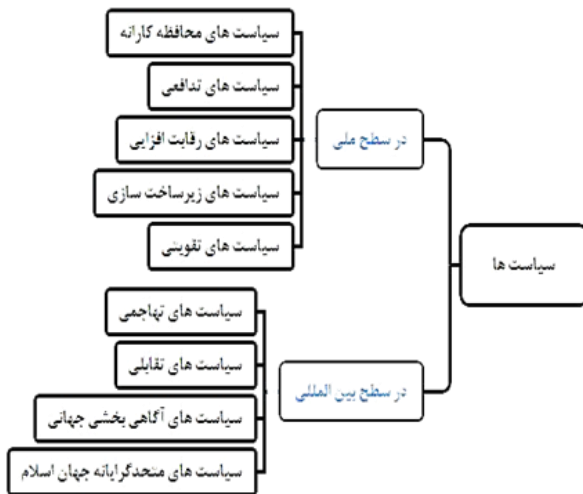 سیاست ها
در سطح ملی
سیاست های محافظه کارانه
سیاست های تدافعی
سیاست های رقابت افزایی
سیاست های زیرساخت سازی
سیاست های تقویتی
در سطح بین المللی
سیاست های تهاجمی
سیاست های تقابلی
سیاست های آگاهی بخشی جهانی
سیاست های متحدگرایانه جهان اسلام